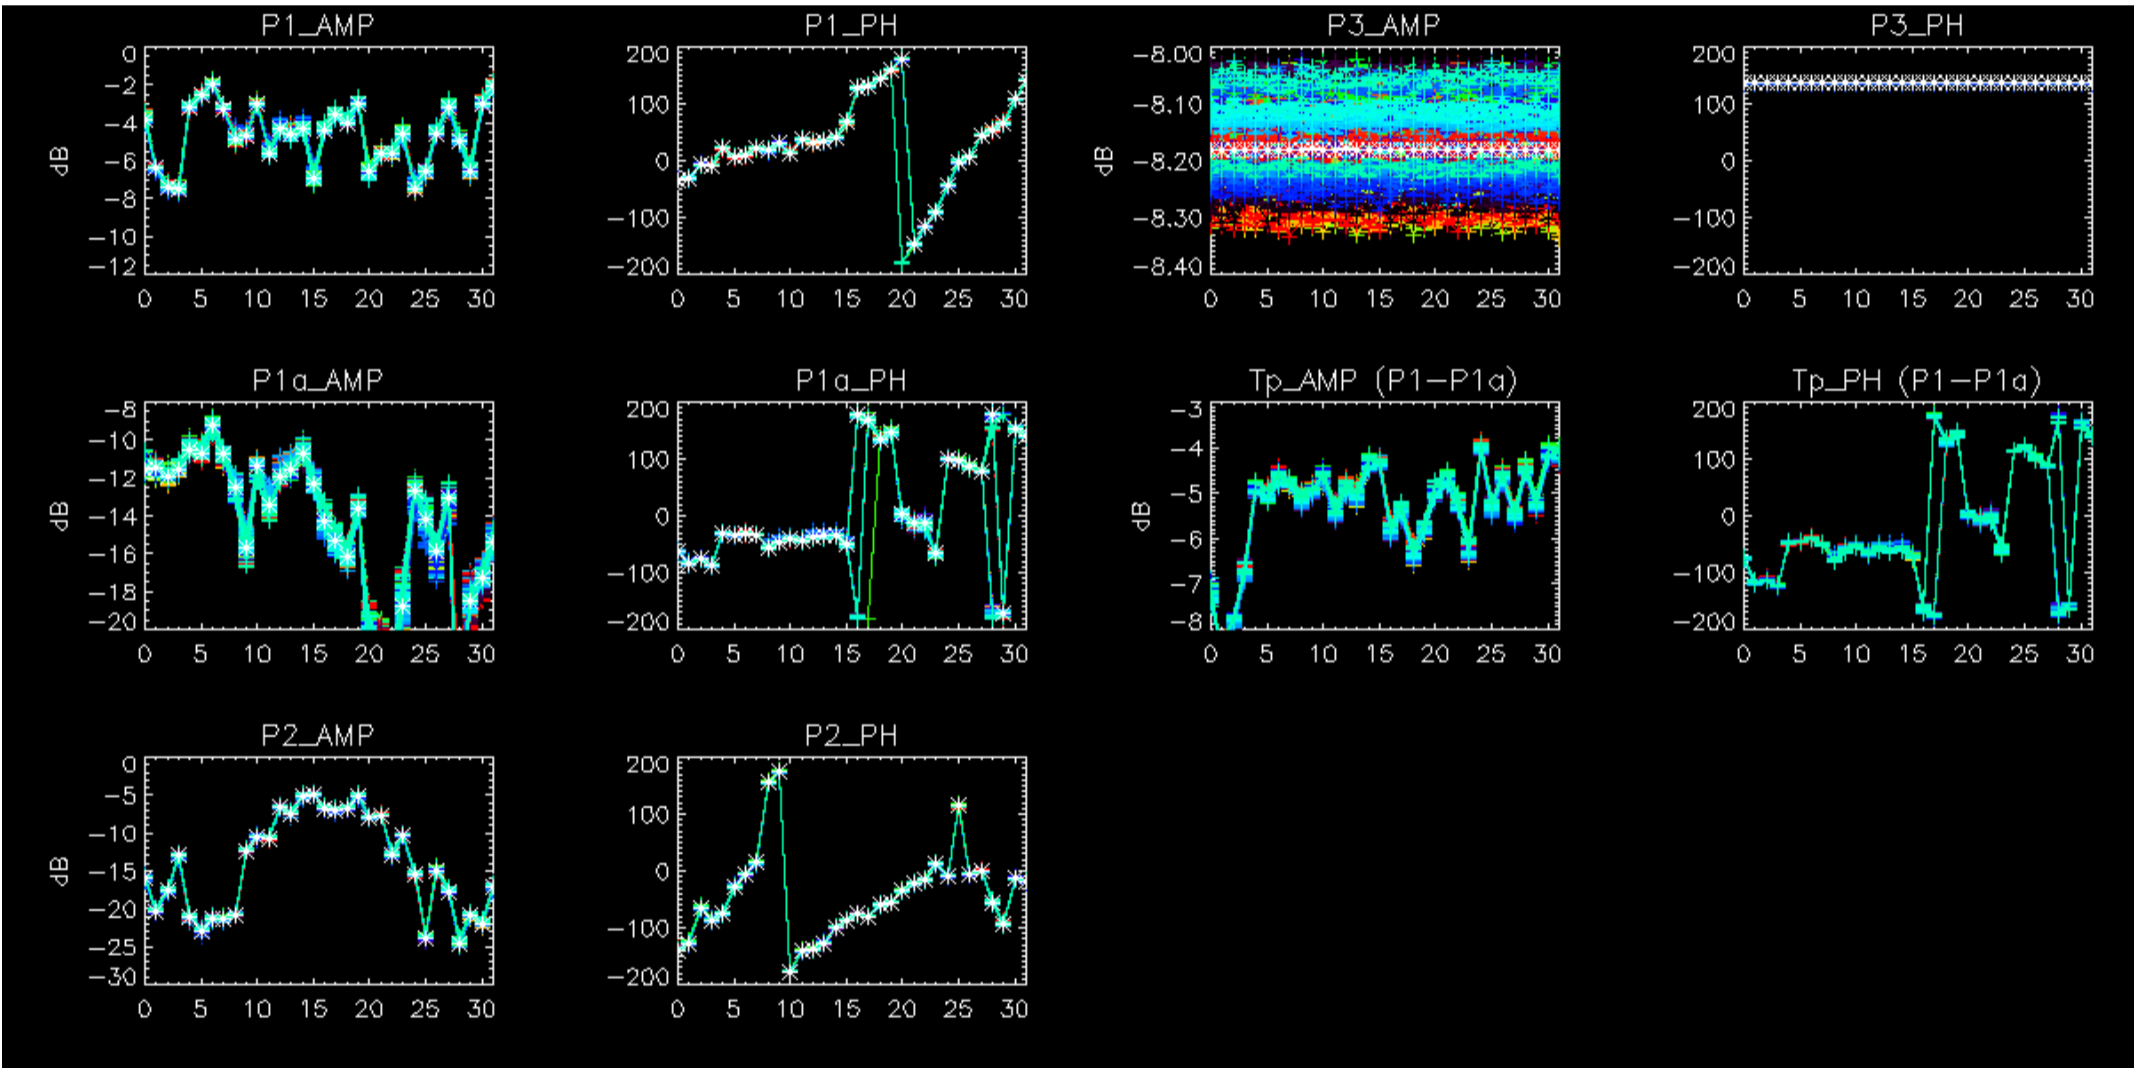 P1_AMP
P1_PH
P3_AMP
P3_PH
dB
0
−2
−4
−6
−8
−10
−12
0 5 10 15 20 25 30
200
100
0
−100
−200
0 5 10 15 20 25 30
dB
−8.00
−8.10
−8.20
−8.30
−8.40
0 5 10 15 20 25 30
200
100
0
−100
−200
0 5 10 15 20 25 30
P1a_AMP
P1a_PH
Tp_AMP (P1−P1a)
Tp_PH (P1−P1a)
dB
−8
−10
−12
−14
−16
−18
−20
0 5 10 15 20 25 30
200
100
0
−100
−200
0 5 10 15 20 25 30
dB
−3
−4
−5
−6
−7
−8
0 5 10 15 20 25 30
200
100
0
−100
−200
0 5 10 15 20 25 30
P2_AMP
P2_PH
dB
0
−5
−10
−15
−20
−25
−30
0 5 10 15 20 25 30
200
100
0
−100
−200
0 5 10 15 20 25 30